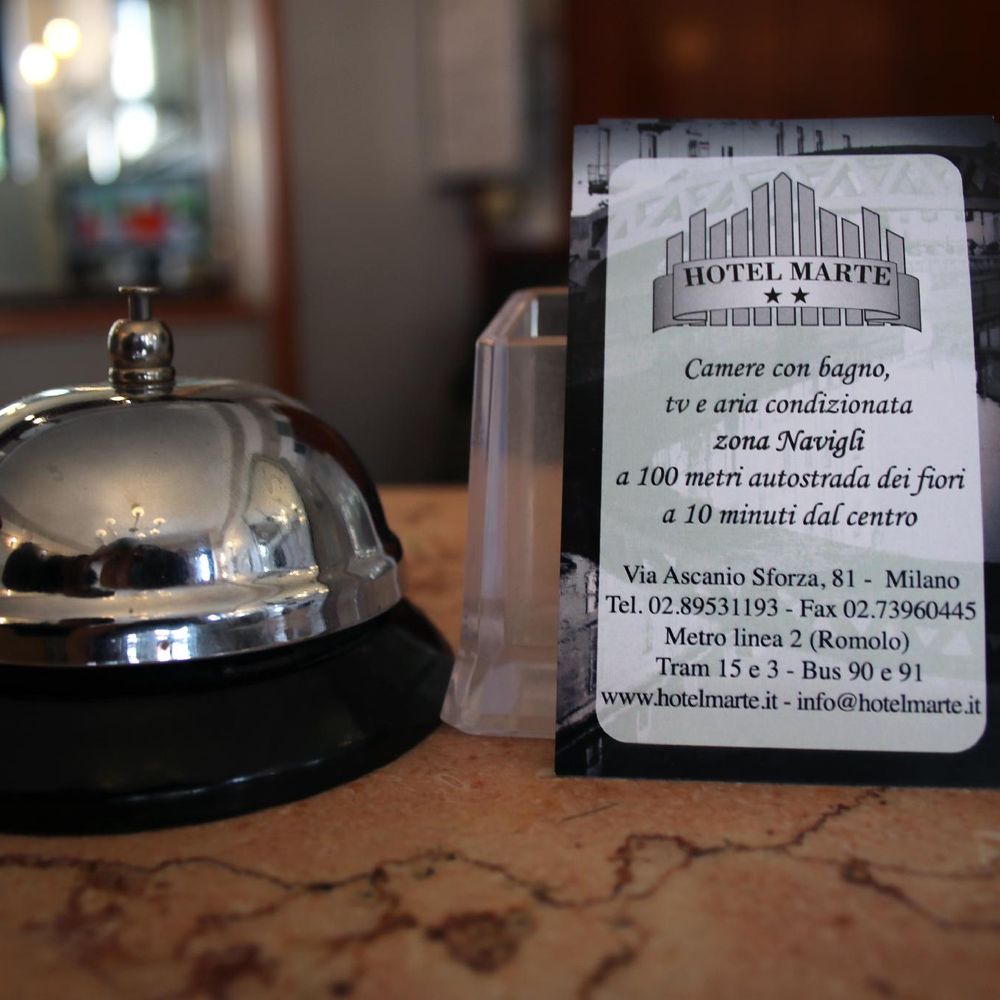 HOTEL MARTE
★★
Camere con bagno,
tv e aria condizionata
zona Navigli
a 100 metri autostrada dei fiori
a 10 minuti dal centro
Via Ascanio Sforza, 81 - Milano
Tel. 02.89531193 - Fax 02.73960445
Metro linea 2 (Romolo)
Tram 15 e 3 - Bus 90 e 91
www.hotelmarte.it - info@hotelmarte.it